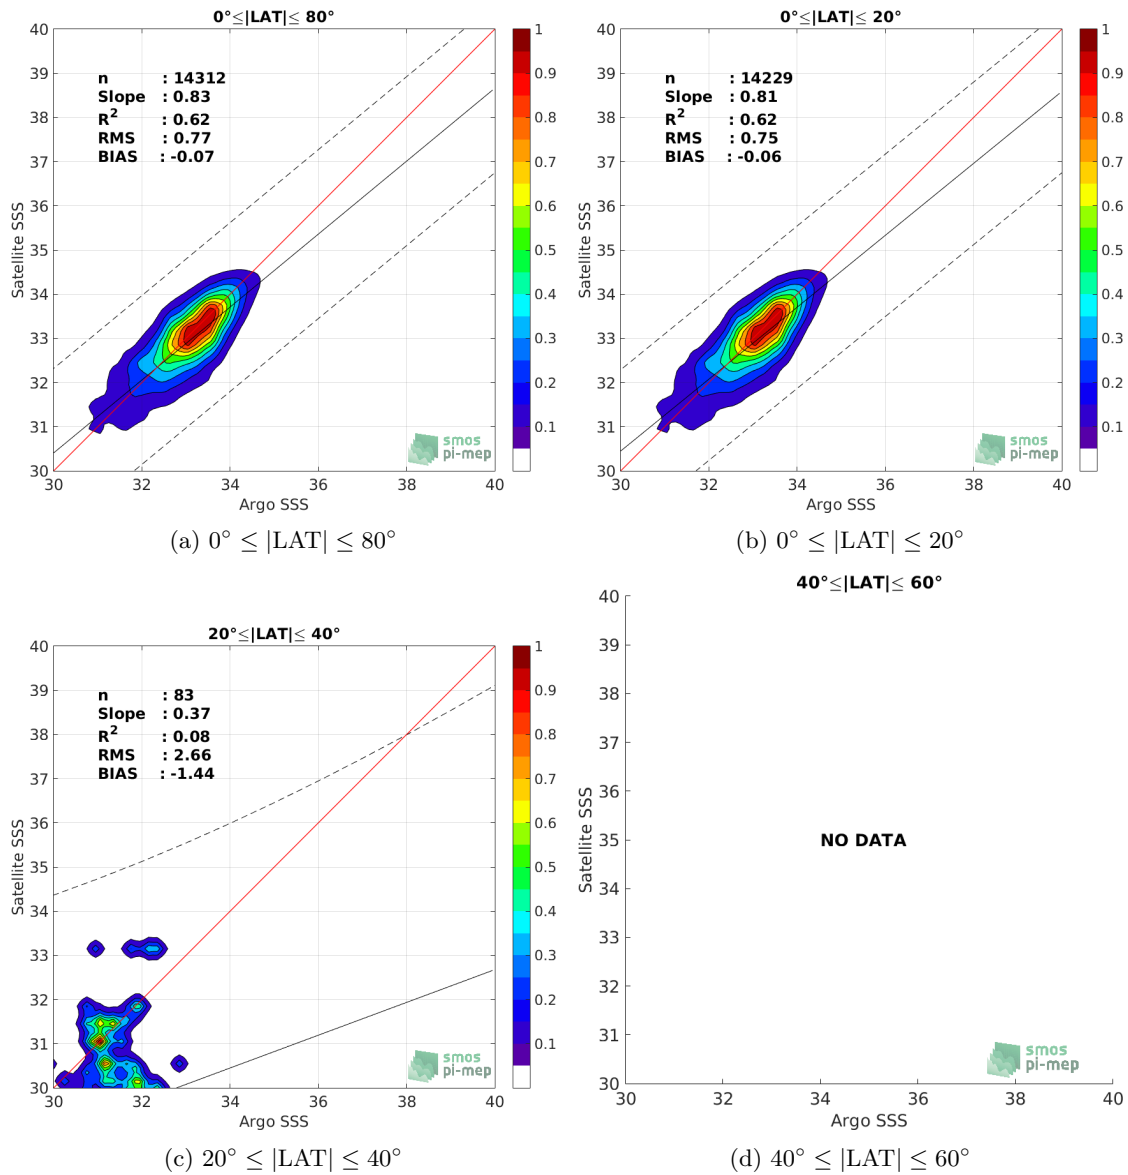 0°≤|LAT|≤ 80°
40
39
38
37
36
35
34
33
32
31
30
Satellite SSS
n : 14312
Slope : 0.83
R2 : 0.62
RMS : 0.77
BIAS : -0.07
smos
pi-mep
30 32 34 36 38 40
Argo SSS
1
0.9
0.8
0.7
0.6
0.5
0.4
0.3
0.2
0.1
(a) 0° ≤ |LAT| ≤ 80°
0°≤|LAT|≤ 20°
40
39
38
37
36
35
34
33
32
31
30
Satellite SSS
n : 14229
Slope : 0.81
R2 : 0.62
RMS : 0.75
BIAS : -0.06
smos
pi-mep
30 32 34 36 38 40
Argo SSS
1
0.9
0.8
0.7
0.6
0.5
0.4
0.3
0.2
0.1
(b) 0° ≤ |LAT| ≤ 20°
20°≤|LAT|≤ 40°
40
39
38
37
36
35
34
33
32
31
30
Satellite SSS
n : 83
Slope : 0.37
R2 : 0.08
RMS : 2.66
BIAS : -1.44
smos
pi-mep
30 32 34 36 38 40
Argo SSS
1
0.9
0.8
0.7
0.6
0.5
0.4
0.3
0.2
0.1
(c) 20° ≤ |LAT| ≤ 40°
40°≤|LAT|≤ 60°
40
39
38
37
36
35
34
33
32
31
30
Satellite SSS
NO DATA
smos
pi-mep
30 32 34 36 38 40
Argo SSS
(d) 40° ≤ |LAT| ≤ 60°